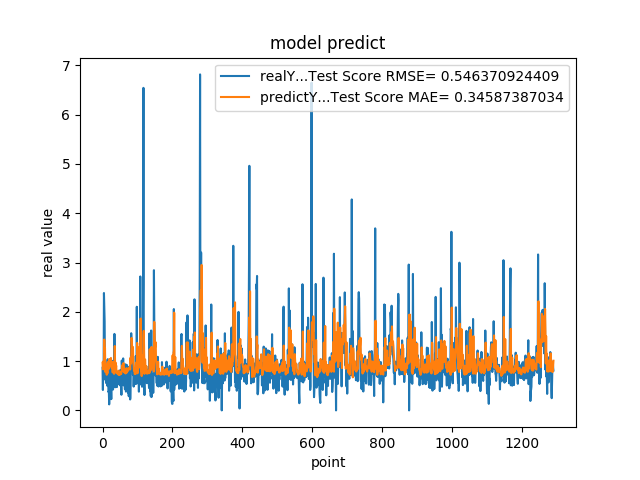 model predict
realY...Test Score RMSE= 0.546370924409
predictY...Test Score MAE= 0.34587387034
7
6
5
4
3
2
1
0
real value
0 200 400 600 800 1000 1200
point